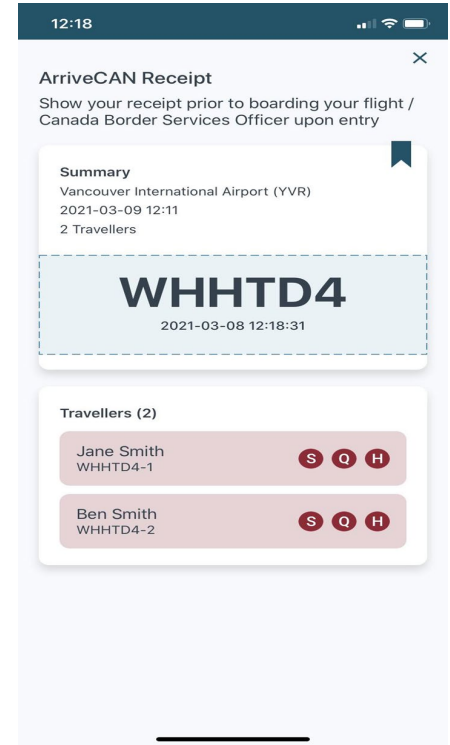 12:18
ArriveCAN Receipt
Show your receipt prior to boarding your flight /
Canada Border Services Officer upon entry
Summary
Vancouver International Airport (YVR)
2021-03-09 12:11
2 Travellers
WHHTD4
2021-03-08 12:18:31
Travellers (2)
Jane Smith S Q H
WHHTD4-1
Ben Smith S Q H
WHHTD4-2